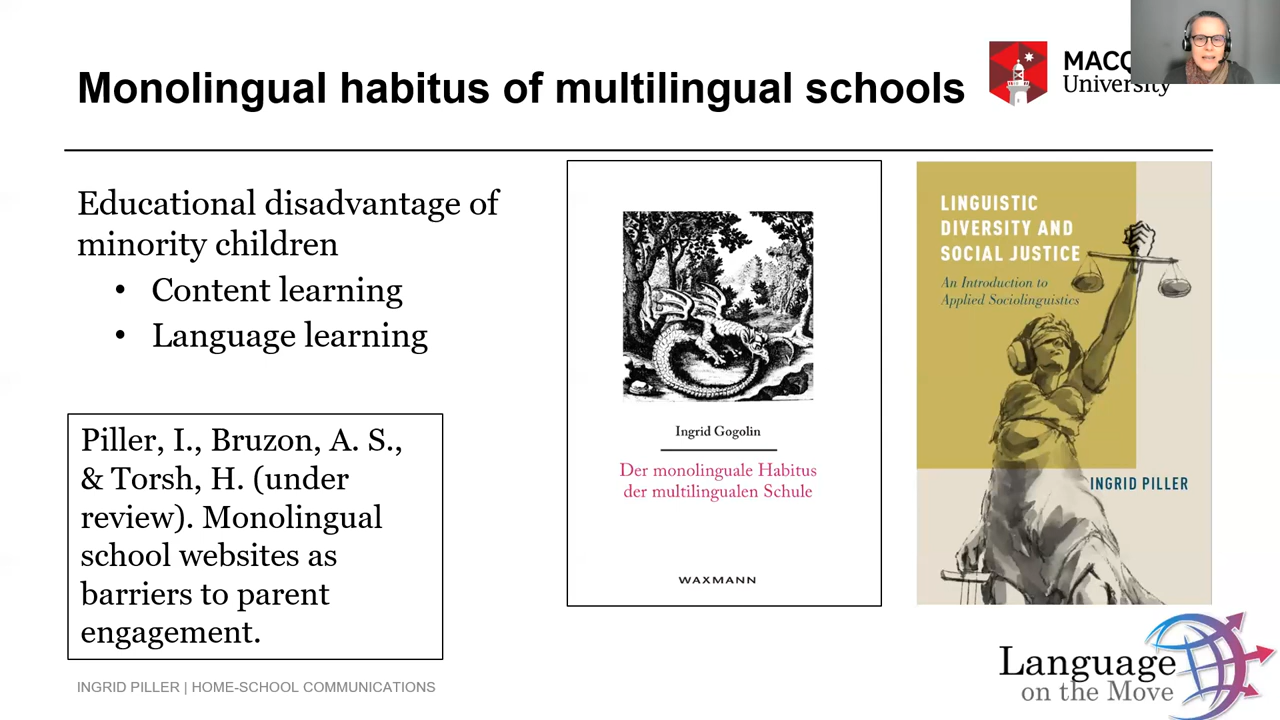 Monolingual habitus of multilingual schools
University
Educational disadvantage of
minority children
• Content learning
• Language learning
Piller, I., Bruzon, A. S.,
& Torsh, H. (under
review). Monolingual
school websites as
barriers to parent
engagement.
Ingrid Gogolin
Der monolinguale Habitus
der multilingualen Schule
WAXMANN
LINGUISTIC
DIVERSITY AND
SOCIAL JUSTICE
An Introduction to
Applied Sociolinguistics
INGRID PILLER
Language
on the Move
INGRID PILLER | HOME-SCHOOL COMMUNICATIONS